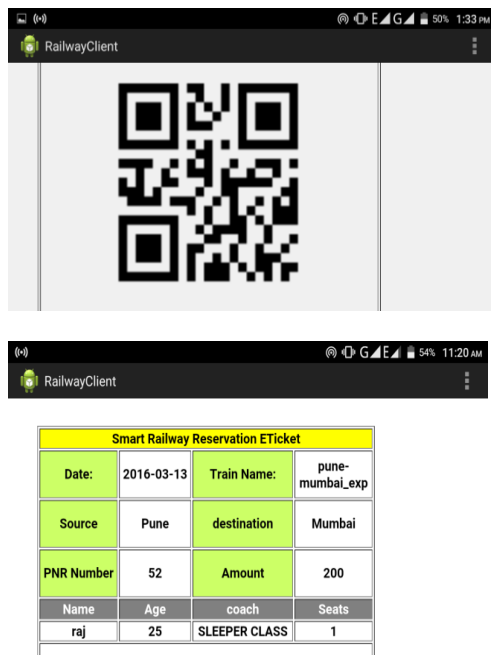 50% 1:33 PM
RailwayClient
54% 11:20 AM
RailwayClient
Smart Railway Reservation ETicket
Date: 2016-03-13 Train Name: pune-mumbai_exp
Source Pune destination Mumbai
PNR Number 52 Amount 200
Name Age coach Seats
raj 25 SLEEPER CLASS 1